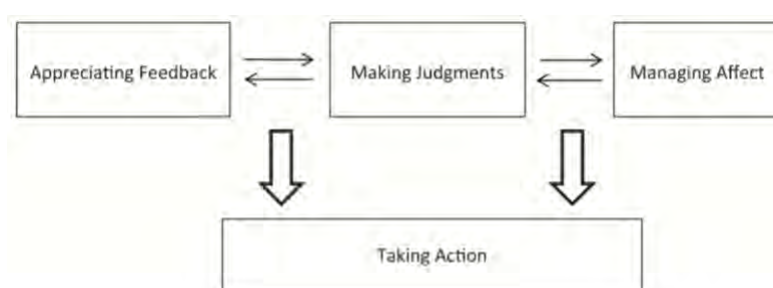 Appreciating Feedback
Making Judgments
Managing Affect
Taking Action